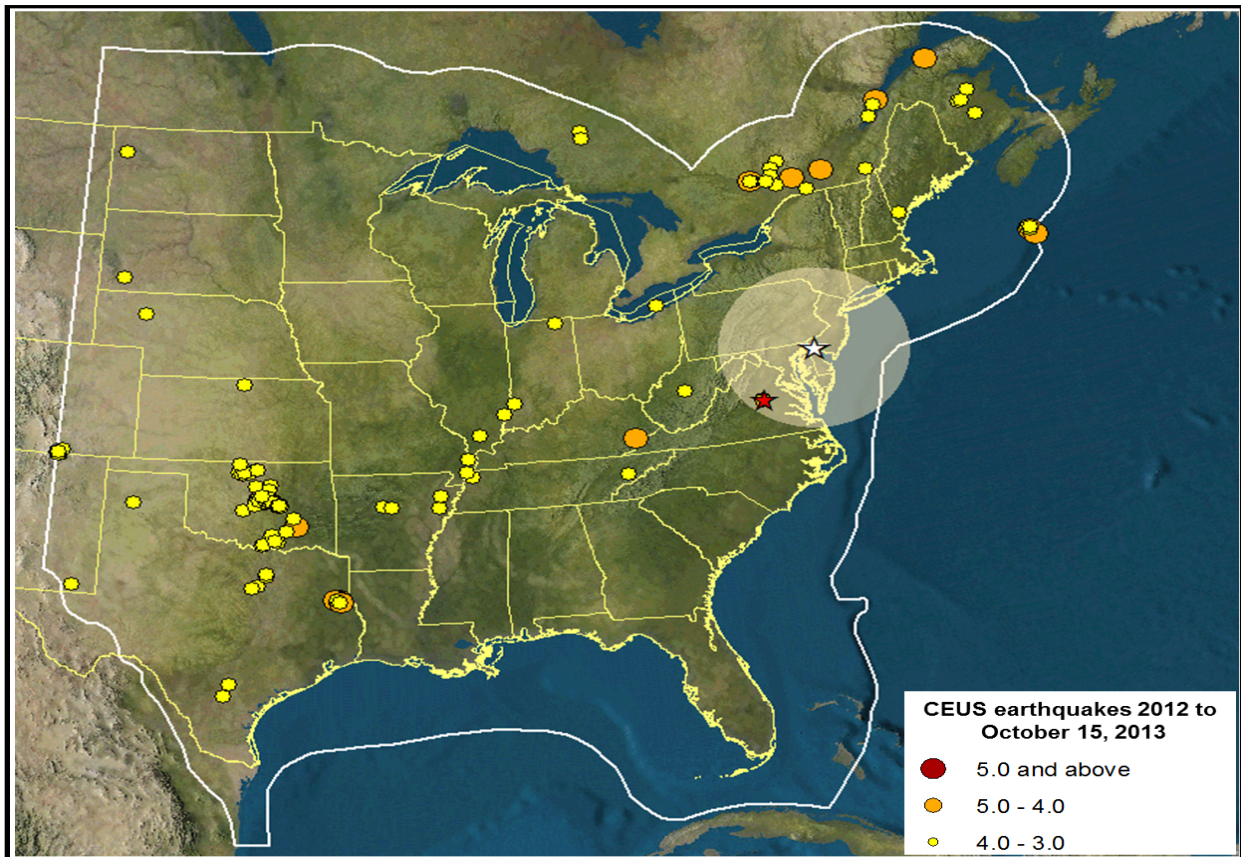 CEUS earthquakes 2012 to
October 15, 2013
5.0 and above
5.0 - 4.0
4.0 - 3.0